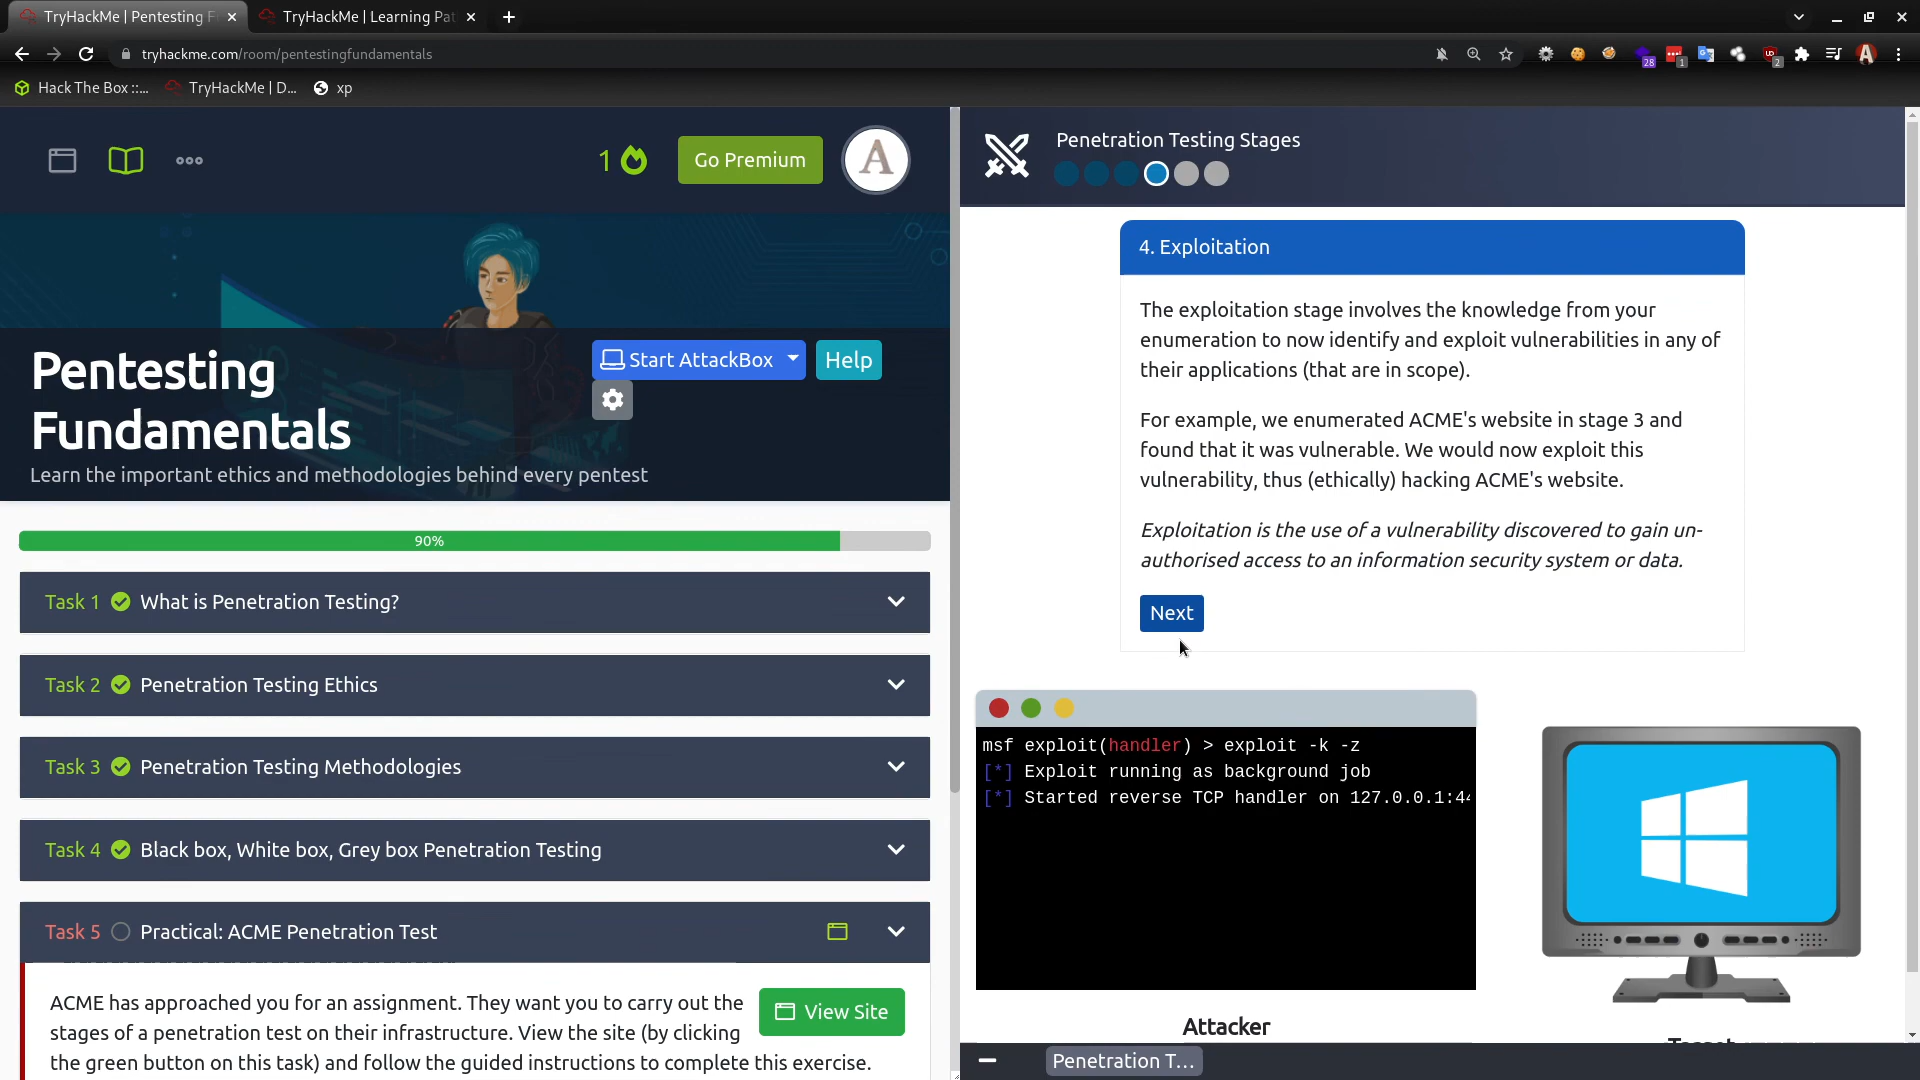 TryHackMe | Pentesting F
TryHackMe | Learning Pat
tryhackme.com/room/pentestingfundamentals
28
1
2
A
Hack The Box ::...
TryHackMe | D...
xp
1
Go Premium
A
Pentesting
Fundamentals
Start AttackBox
Help
Learn the important ethics and methodologies behind every pentest
90%
Task 1 What is Penetration Testing?
Task 2 Penetration Testing Ethics
Task 3 Penetration Testing Methodologies
Task 4 Black box, White box, Grey box Penetration Testing
Task 5 Practical: ACME Penetration Test
ACME has approached you for an assignment. They want you to carry out the
stages of a penetration test on their infrastructure. View the site (by clicking
the green button on this task) and follow the guided instructions to complete this exercise.
View Site
Penetration Testing Stages
4. Exploitation
The exploitation stage involves the knowledge from your
enumeration to now identify and exploit vulnerabilities in any of
their applications (that are in scope).
For example, we enumerated ACME's website in stage 3 and
found that it was vulnerable. We would now exploit this
vulnerability, thus (ethically) hacking ACME's website.
Exploitation is the use of a vulnerability discovered to gain un-
authorised access to an information security system or data.
Next
msf exploit(handler) > exploit -k -z
[*] Exploit running as background job
[*] Started reverse TCP handler on 127.0.0.1:44
Attacker
Penetration T...